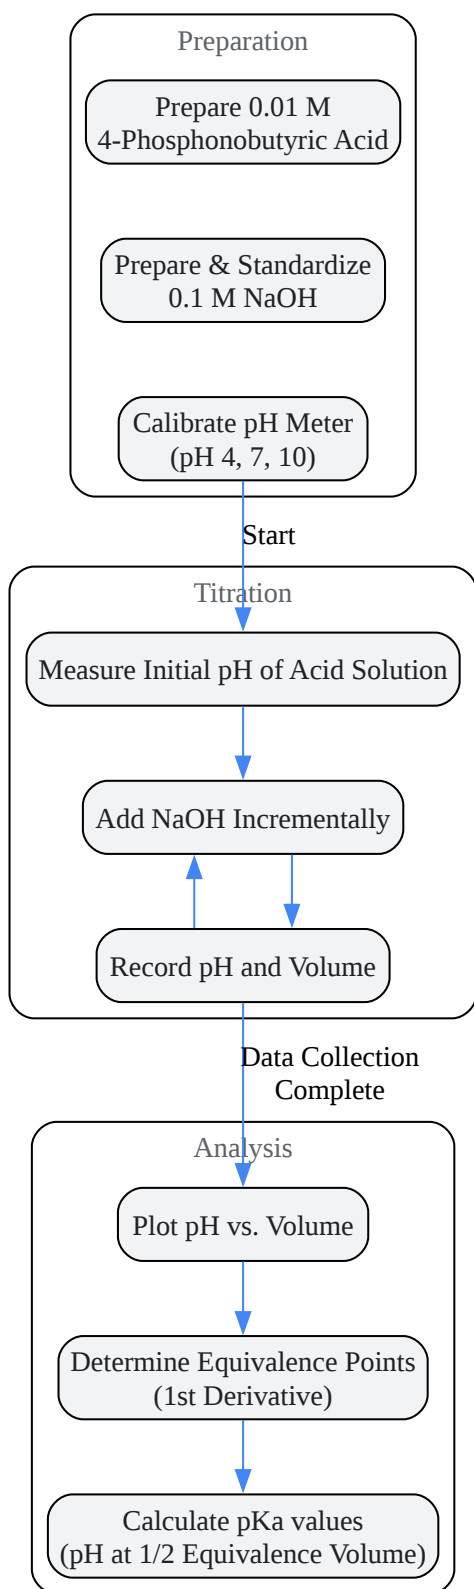 Preparation
Prepare 0.01 M
4-Phosphonobutyric Acid
Prepare & Standardize
0.1 M NaOH
Calibrate pH Meter
(pH 4, 7, 10)
Start
Titration
Measure Initial pH of Acid Solution
Add NaOH Incrementally
Record pH and Volume
Data Collection
Complete
Analysis
Plot pH vs. Volume
Determine Equivalence Points
(1st Derivative)
Calculate pKa values
(pH at 1/2 Equivalence Volume)